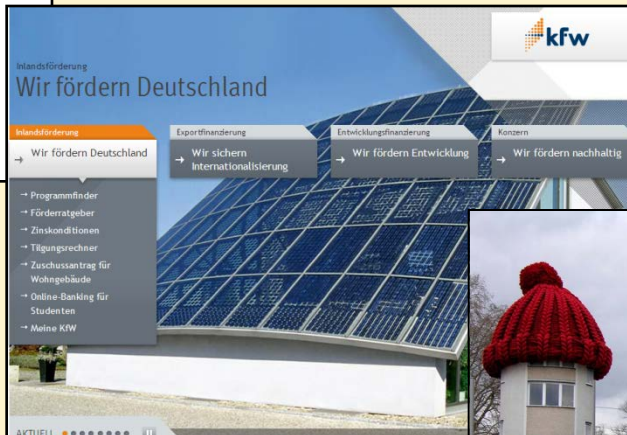 kfw
Inlandsförderung
Wir fördern Deutschland
Inlandsförderung
→ Wir fördern Deutschland
Exportfinanzierung
→ Wir sichern
Internationalisierung
Entwicklungsfinanzierung
→ Wir fördern Entwicklung
Konzern
→ Wir fördern nachhaltig
→ Programmfinder
→ Förderratgeber
→ Zinskonditionen
→ Tilgungsrechner
→ Zuschussantrag für
Wohngebäude
→ Online-Banking für
Studenten
→ Meine KfW
AKTUELL